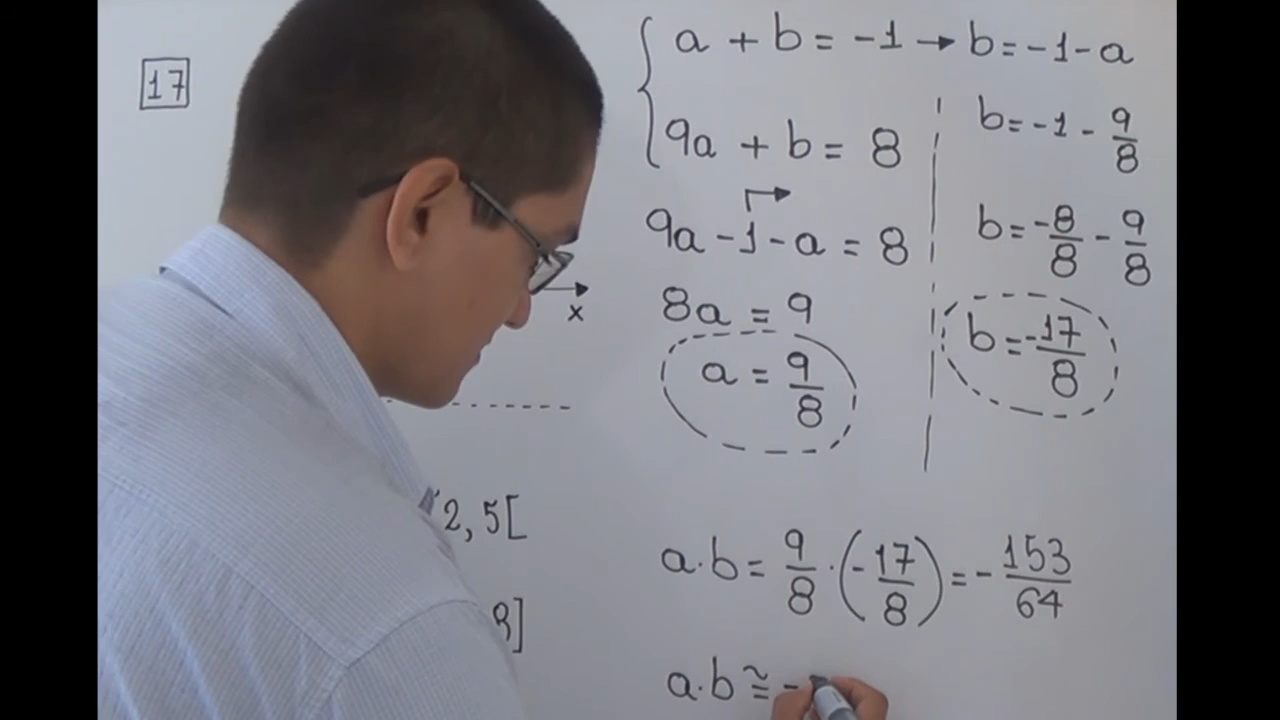 17
a + b = -1 → b = -1 - a
9a + b = 8
9a - 1 - a = 8
8a = 9
a = 9/8
b = -1 - 9/8
b = -8/8 - 9/8
b = -17/8
x
2, 5[
]
a·b = 9/8 · (-17/8) = -153/64
a·b ≅ -